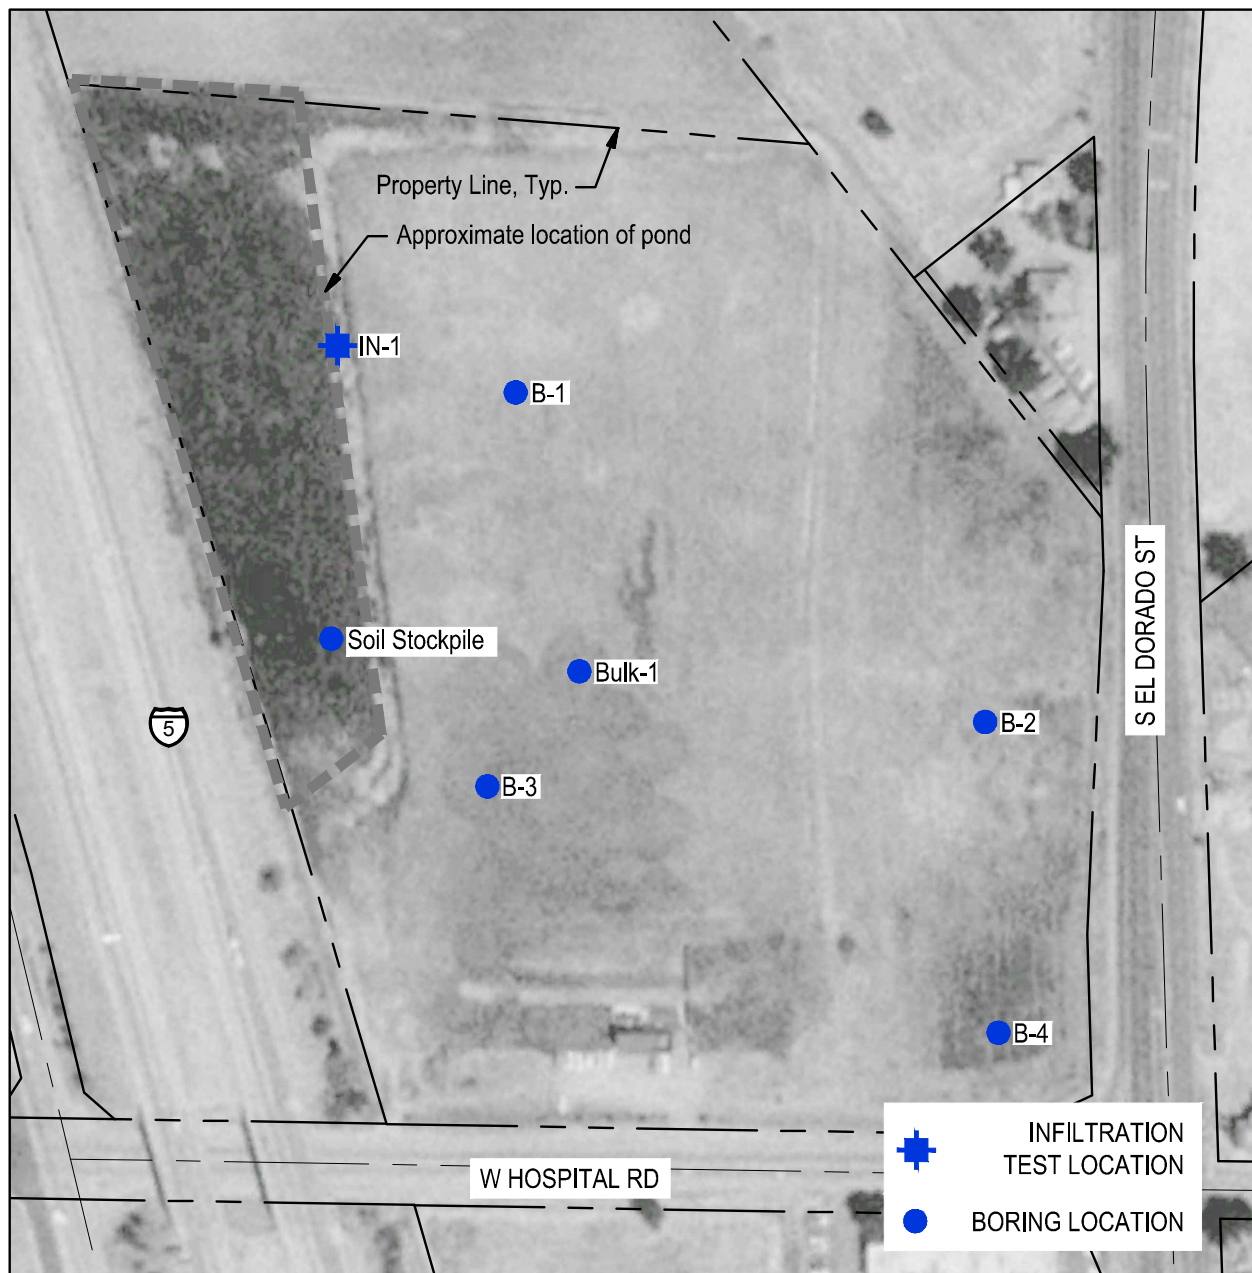 Property Line, Typ.
Approximate location of pond
IN-1
B-1
S EL DORADO ST
Soil Stockpile
Bulk-1
5
B-2
B-3
B-4
INFILTRATION
TEST LOCATION
W HOSPITAL RD
BORING LOCATION